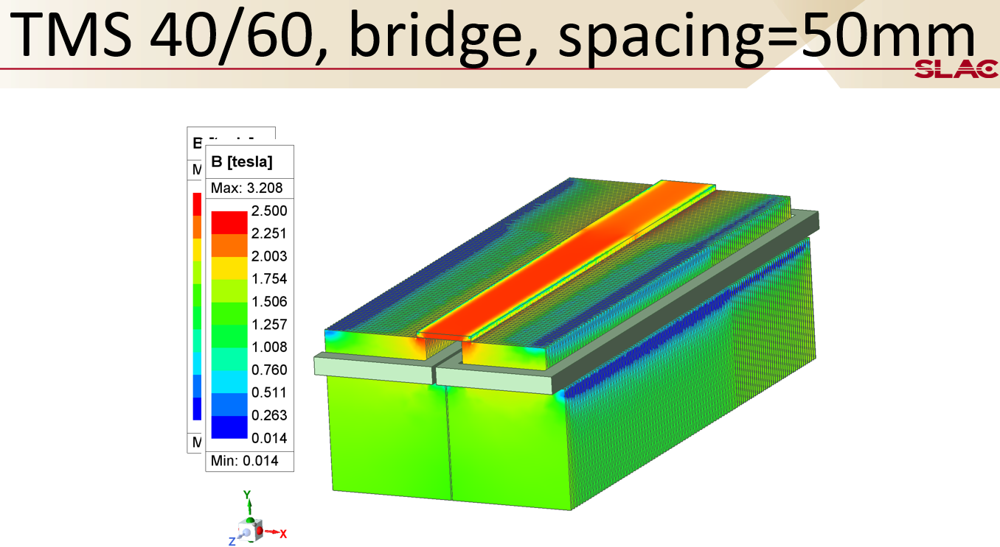 TMS 40/60, bridge, spacing=50mm
SLAC
B [tesla]
Max: 3.208
2.500
2.251
2.003
1.754
1.506
1.257
1.008
0.760
0.511
0.263
0.014
Min: 0.014
Y
X
Z